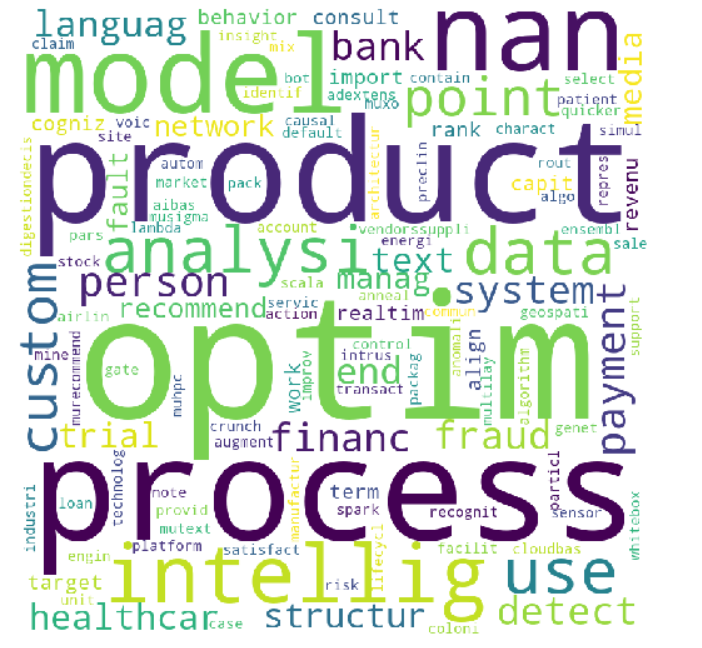 languag
behavior
consult
nan
claim
insight
mix
bank
model
bot
identif
import
adextens
muxo
contain
point
select
patient
quicker
media
cogniz
voic
site
network
causal
default
rank
charact
simul
product
digestiondecis
fault
autom
market
pack
aibas
musigma
lambda
architectur
preclin
capit
rout
algo
repres
revenu
pars
stock
account
vendorssuppli
energi
ensembl
sale
analysi
text
data
person
scala
manag
system
custom
airlin
recommend
servic
action
anneal
realtim
commun
geospati
mine
murecommend
gate
optim
control
intrus
transact
end
work
improv
packag
align
anomali
multilay
algorithm
payment
support
trial
muhpc
crunch
augment
financ
fraud
genet
process
industri
loan
technolog
note
provid
mutext
manufactur
term
spark
recognit
particl
sensor
whitebox
engin
platform
satisfact
lifecycl
facilit
cloudbas
target
unit
intellig
risk
use
healthcar
case
structur
coloni
detect